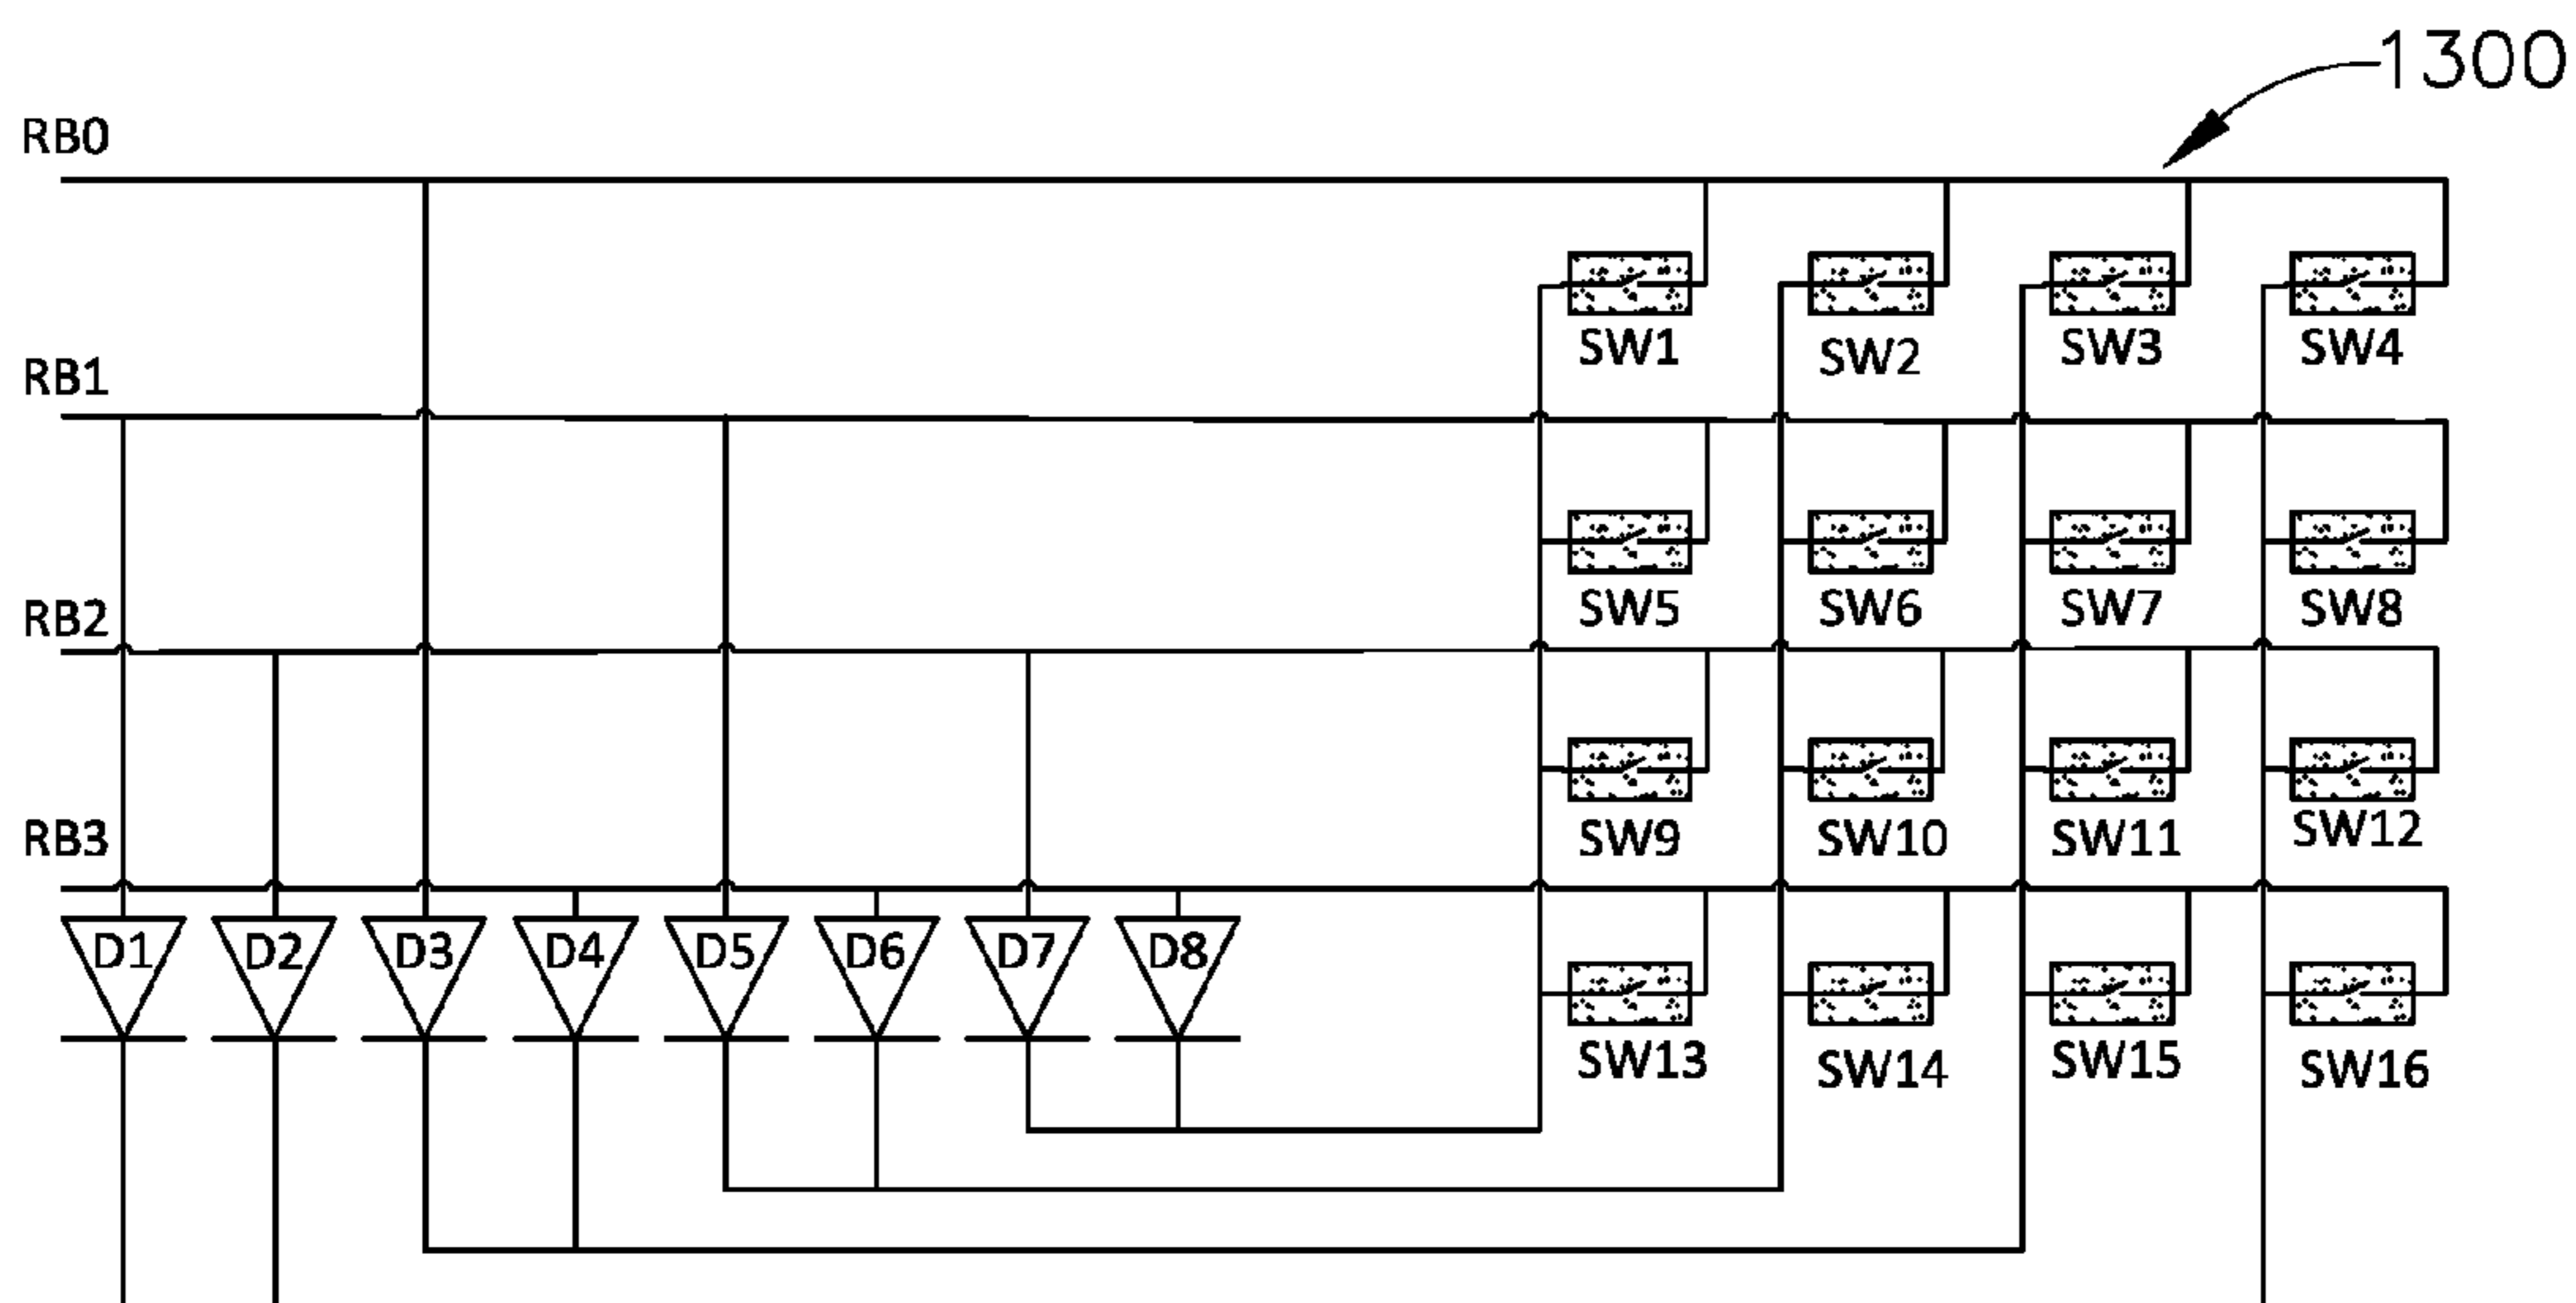 1300
RB0
SW1 SW2 SW3 SW4
RB1
SW5 SW6 SW7 SW8
RB2
SW9 SW10 SW11 SW12
RB3
D1 D2 D3 D4 D5 D6 D7 D8
SW13 SW14 SW15 SW16